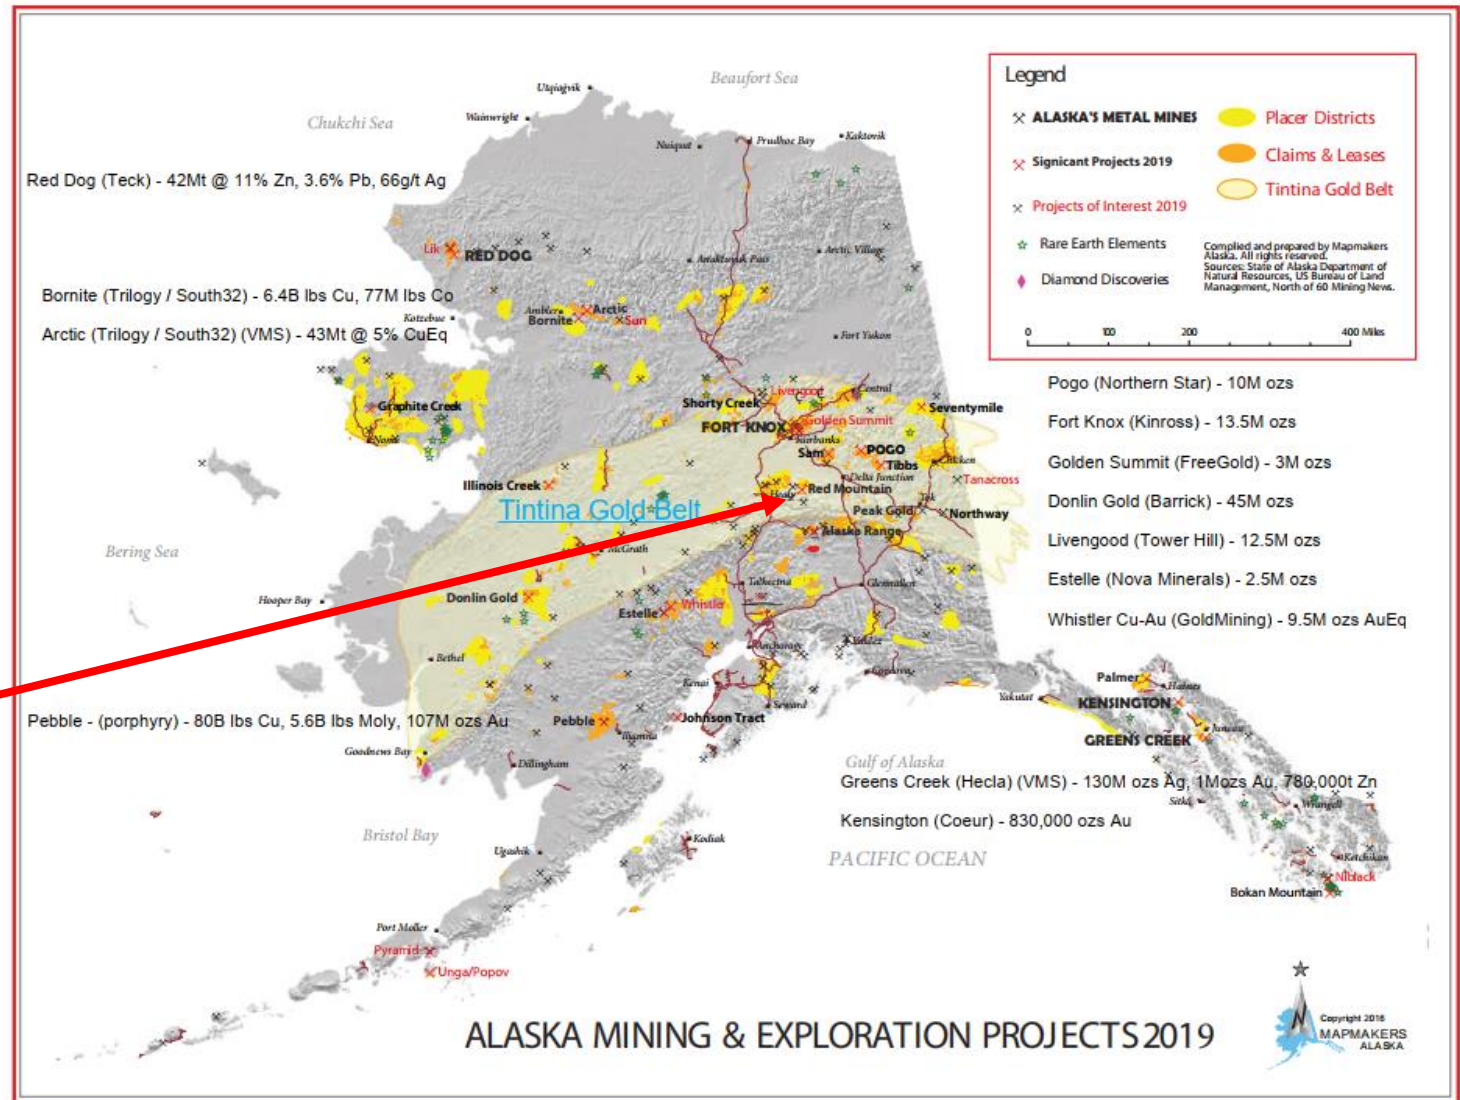 Beaufort Sea
Chukchi Sea
Utqiaġvik
Wainwright
Nuiqsut
Prudhoe Bay
Kaktovik
Red Dog (Teck) - 42Mt @ 11% Zn, 3.6% Pb, 66g/t Ag
Lik
RED DOG
Anaktuvuk Pass
Arctic Village
Bornite (Trilogy / South32) - 6.4B lbs Cu, 77M lbs Co
Kotzebue
Ambler
Arctic
Bornite
Sun
Arctic (Trilogy / South32) (VMS) - 43Mt @ 5% CuEq
Fort Yukon
Legend
ALASKA'S METAL MINES
Signicant Projects 2019
Projects of Interest 2019
Rare Earth Elements
Diamond Discoveries
Placer Districts
Claims & Leases
Tintina Gold Belt
Complied and prepared by Mapmakers
Alaska. All rights reserved.
Sources: State of Alaska Department of
Natural Resources, US Bureau of Land
Management, North of 60 Mining News.
0 100 200 400 Miles
Graphite Creek
Nome
Livengood
Central
Shorty Creek
Seventymile
FORT KNOX
Golden Summit
Fairbanks
Sam
POGO
Tibbs
Chicken
Delta Junction
Tanacross
Illinois Creek
Healy
Red Mountain
Tok
Peak Gold
Northway
Tintina Gold Belt
Alaska Range
McGrath
Bering Sea
Hooper Bay
Donlin Gold
Talkeetna
Glennallen
Estelle
Whistler
Bethel
Anchorage
Valdez
Kenai
Cordova
Seward
Pogo (Northern Star) - 10M ozs
Fort Knox (Kinross) - 13.5M ozs
Golden Summit (FreeGold) - 3M ozs
Donlin Gold (Barrick) - 45M ozs
Livengood (Tower Hill) - 12.5M ozs
Estelle (Nova Minerals) - 2.5M ozs
Whistler Cu-Au (GoldMining) - 9.5M ozs AuEq
Pebble - (porphyry) - 80B lbs Cu, 5.6B lbs Moly, 107M ozs Au
Pebble
Iliamna
Johnson Tract
Goodnews Bay
Dillingham
Yakutat
Palmer
Haines
KENSINGTON
Juneau
GREENS CREEK
Gulf of Alaska
Greens Creek (Hecla) (VMS) - 130M ozs Ag, 1Mozs Au, 780,000t Zn
Sitka
Wrangell
Kensington (Coeur) - 830,000 ozs Au
PACIFIC OCEAN
Ketchikan
Niblack
Bokan Mountain
Bristol Bay
Ugashik
Kodiak
Port Moller
Pyramid
Unga/Popov
ALASKA MINING & EXPLORATION PROJECTS 2019
N
Copyright 2016
MAPMAKERS
ALASKA